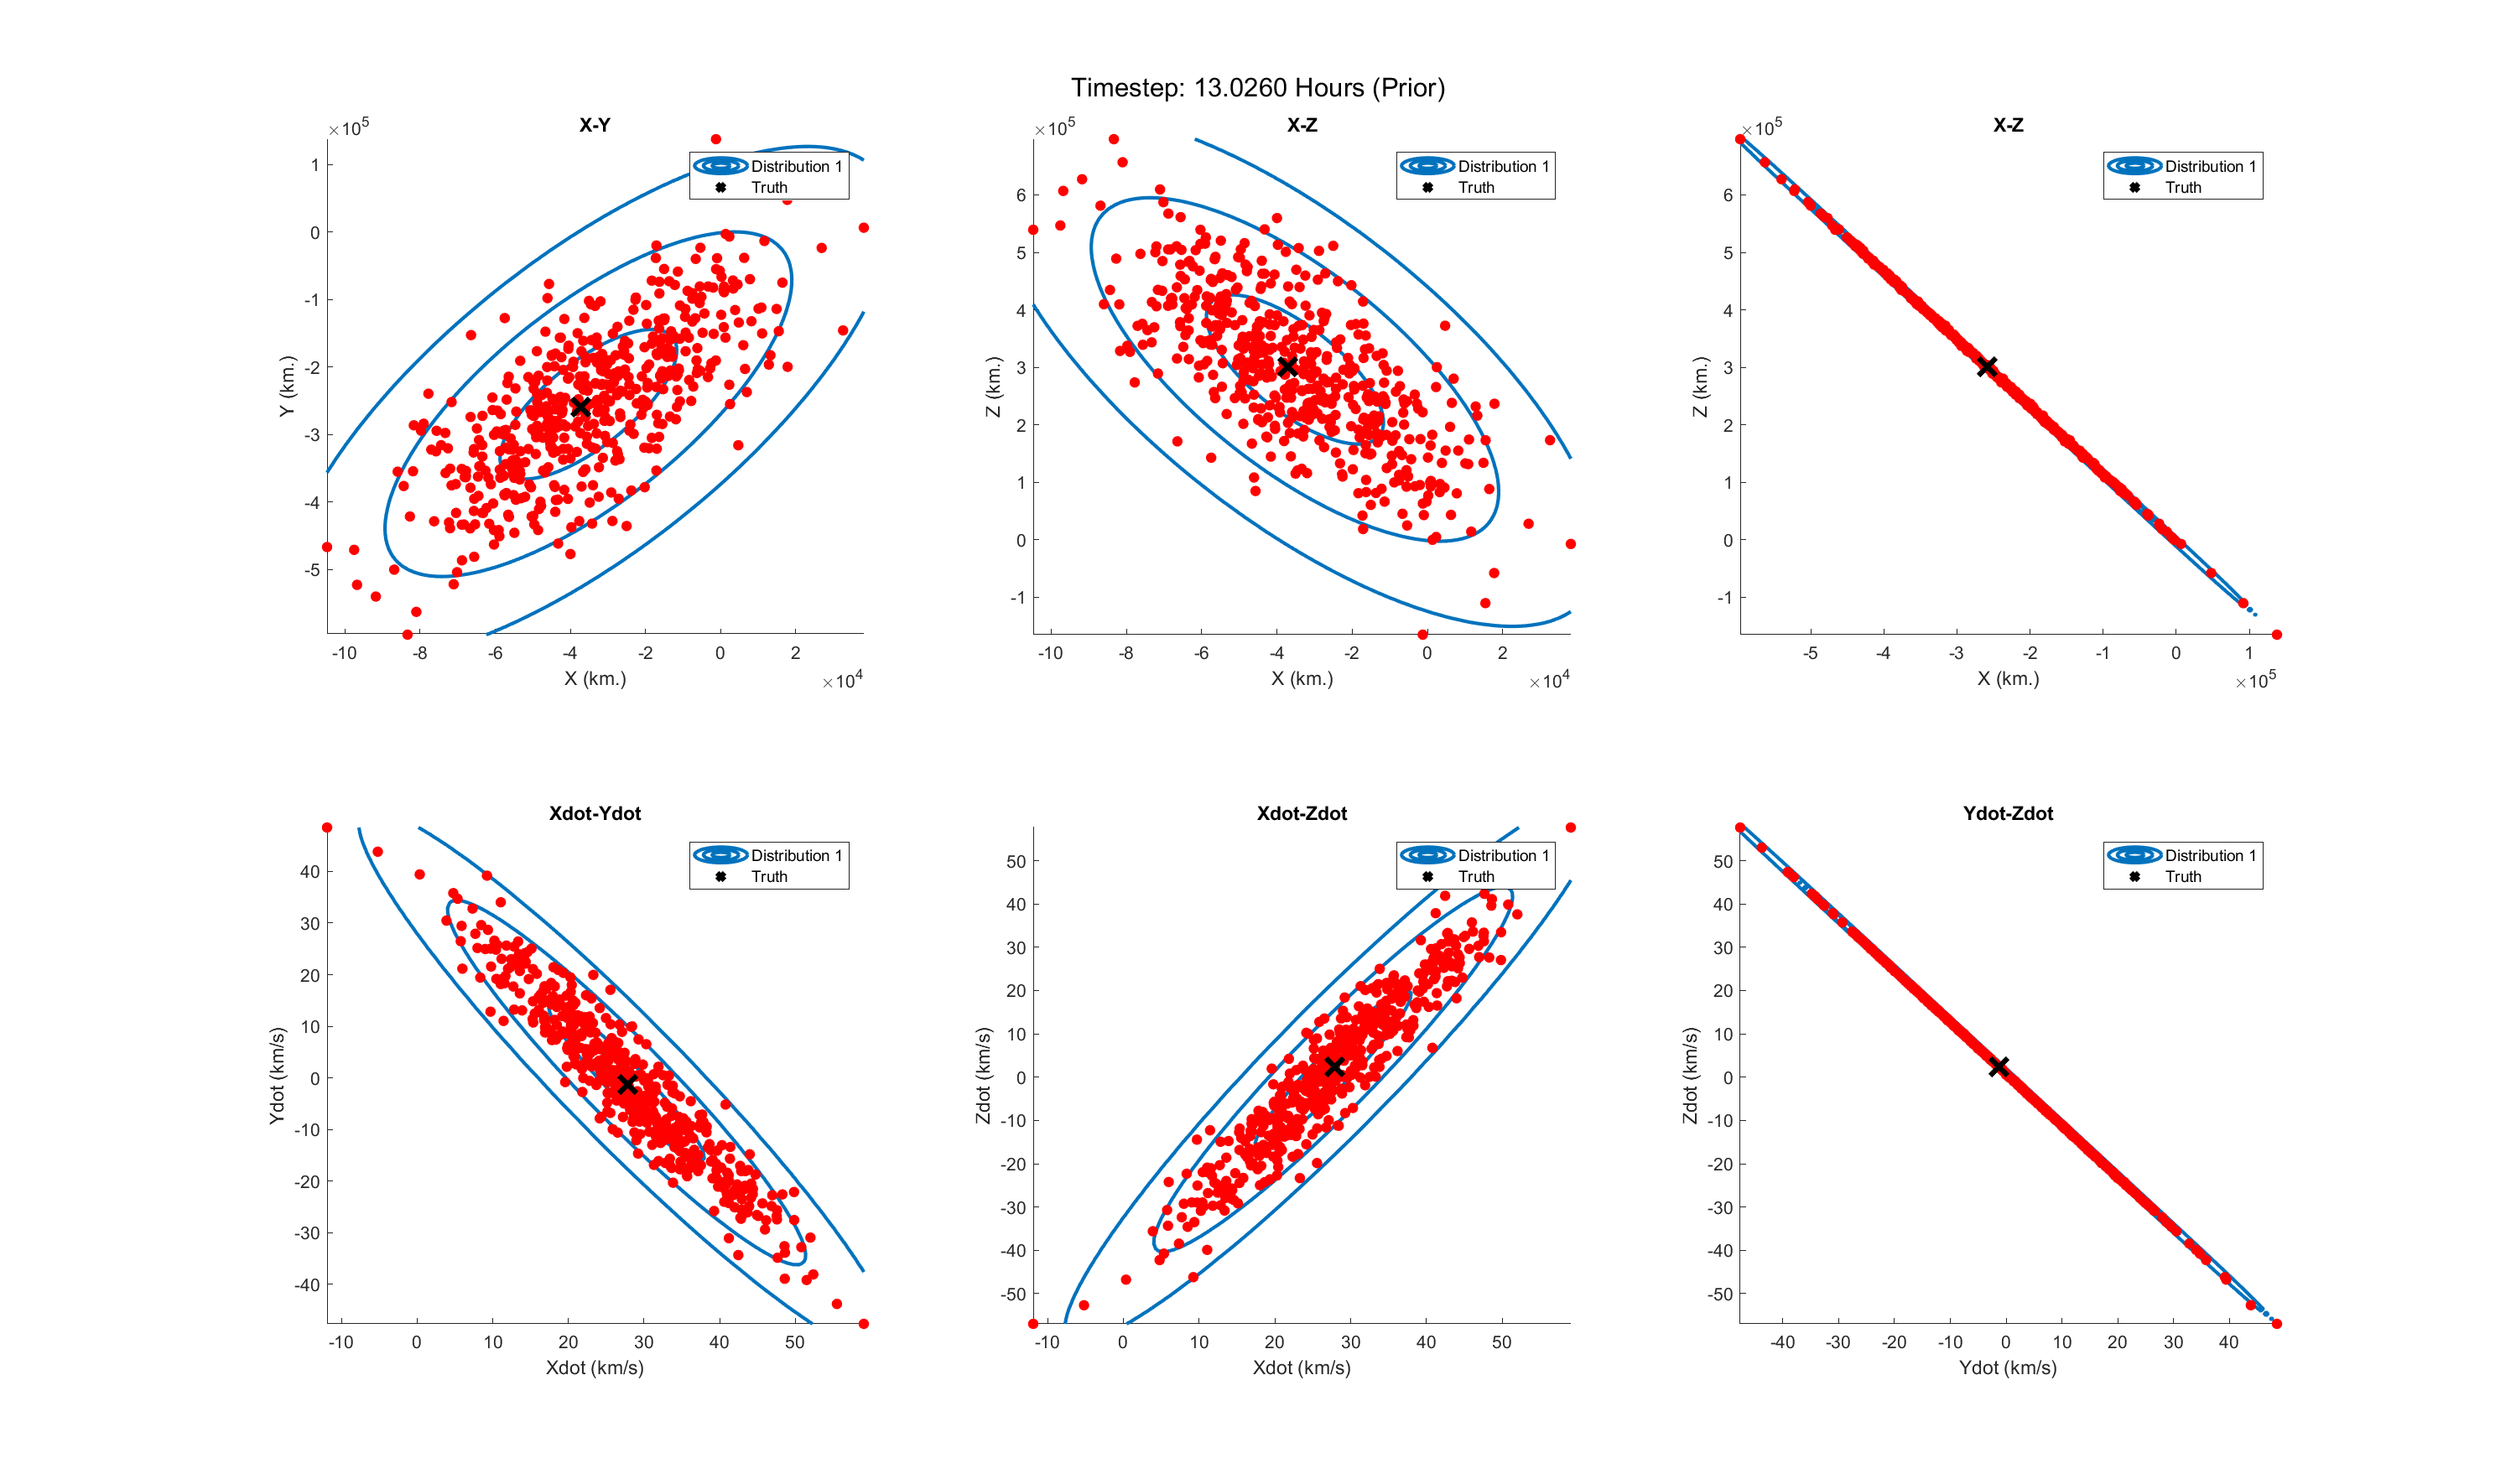 Timestep: 13.0260 Hours (Prior)
X-Y
×10^5
1
0
-1
-2
-3
-4
-5
Y (km.)
-10 -8 -6 -4 -2 0 2
X (km.)
×10^4
Distribution 1
Truth
X-Z
×10^5
6
5
4
3
2
1
0
-1
Z (km.)
-10 -8 -6 -4 -2 0 2
X (km.)
×10^4
Distribution 1
Truth
X-Z
×10^5
6
5
4
3
2
1
0
-1
Z (km.)
-5 -4 -3 -2 -1 0 1
X (km.)
×10^5
Distribution 1
Truth
Xdot-Ydot
40
30
20
10
0
-10
-20
-30
-40
Ydot (km/s)
-10 0 10 20 30 40 50
Xdot (km/s)
Distribution 1
Truth
Xdot-Zdot
50
40
30
20
10
0
-10
-20
-30
-40
-50
Zdot (km/s)
-10 0 10 20 30 40 50
Xdot (km/s)
Distribution 1
Truth
Ydot-Zdot
50
40
30
20
10
0
-10
-20
-30
-40
-50
Zdot (km/s)
-40 -30 -20 -10 0 10 20 30 40
Ydot (km/s)
Distribution 1
Truth